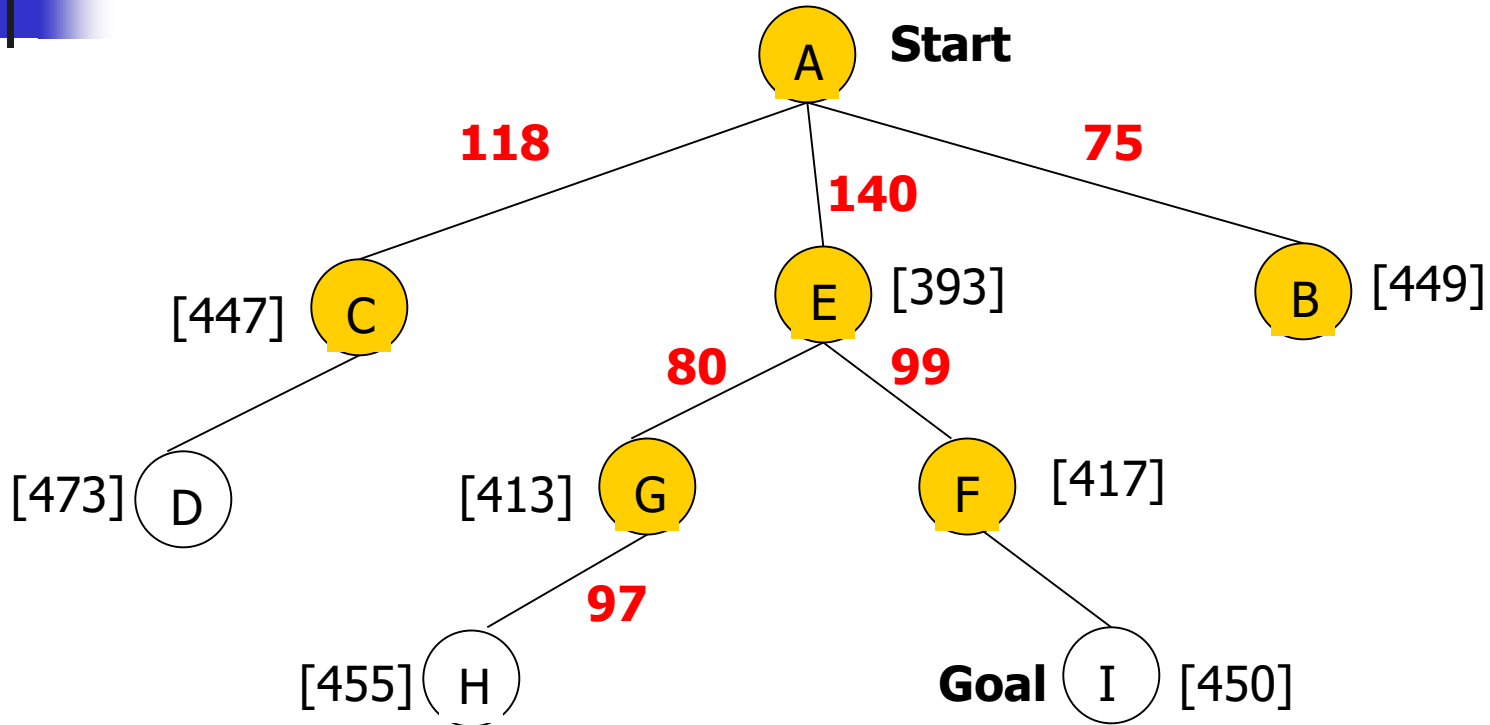 A Start
118 75
140
[447] C E [393] B [449]
80 99
[473] D [413] G F [417]
97
[455] H Goal I [450]